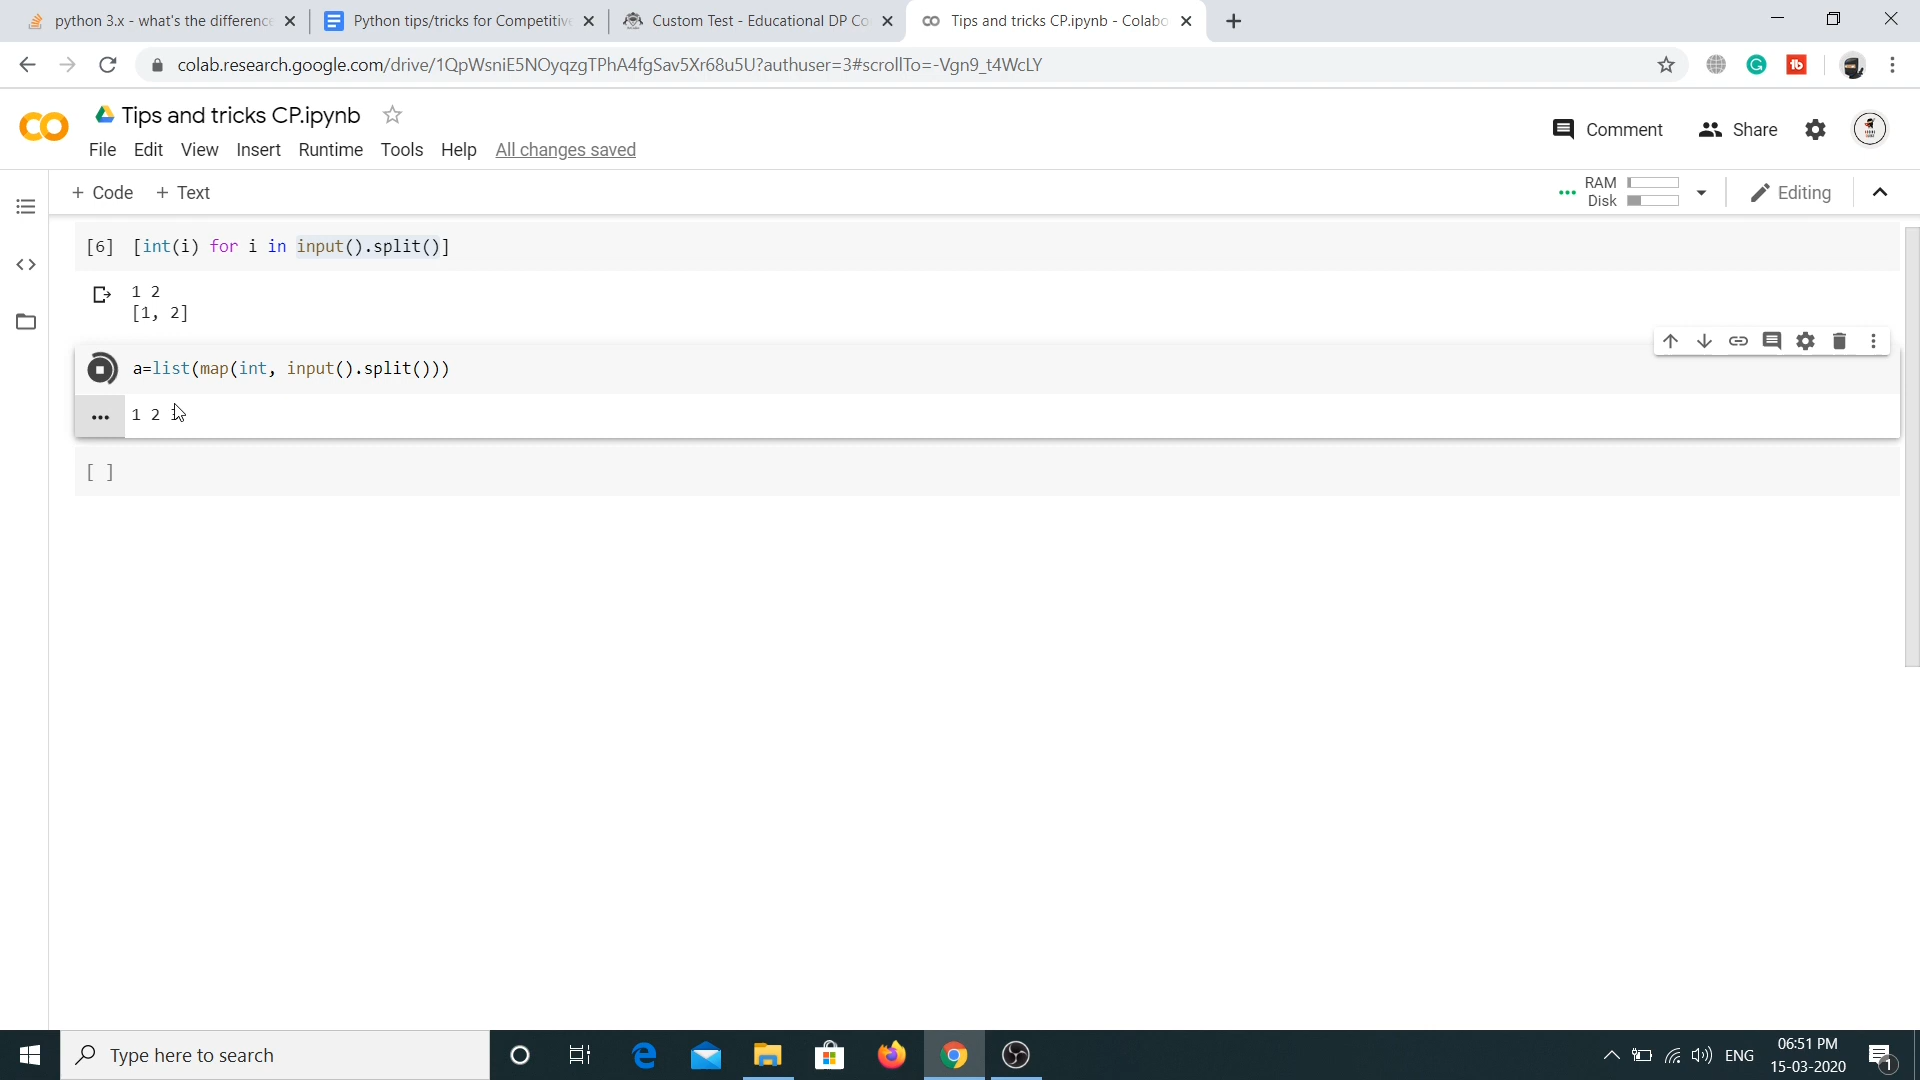 python 3.x - what's the difference
Python tips/tricks for Competitive
Custom Test - Educational DP Co
Tips and tricks CP.ipynb - Colabo
colab.research.google.com/drive/1QpWsniE5NOyqzgTPhA4fgSav5Xr68u5U?authuser=3#scrollTo=-Vgn9_t4WcLY
Tips and tricks CP.ipynb
Comment
Share
File Edit View Insert Runtime Tools Help All changes saved
+ Code + Text
RAM
Disk
Editing
[6] [int(i) for i in input().split()]
1 2
[1, 2]
a=list(map(int, input().split()))
1 2
[ ]
Type here to search
ENG
06:51 PM
15-03-2020
1